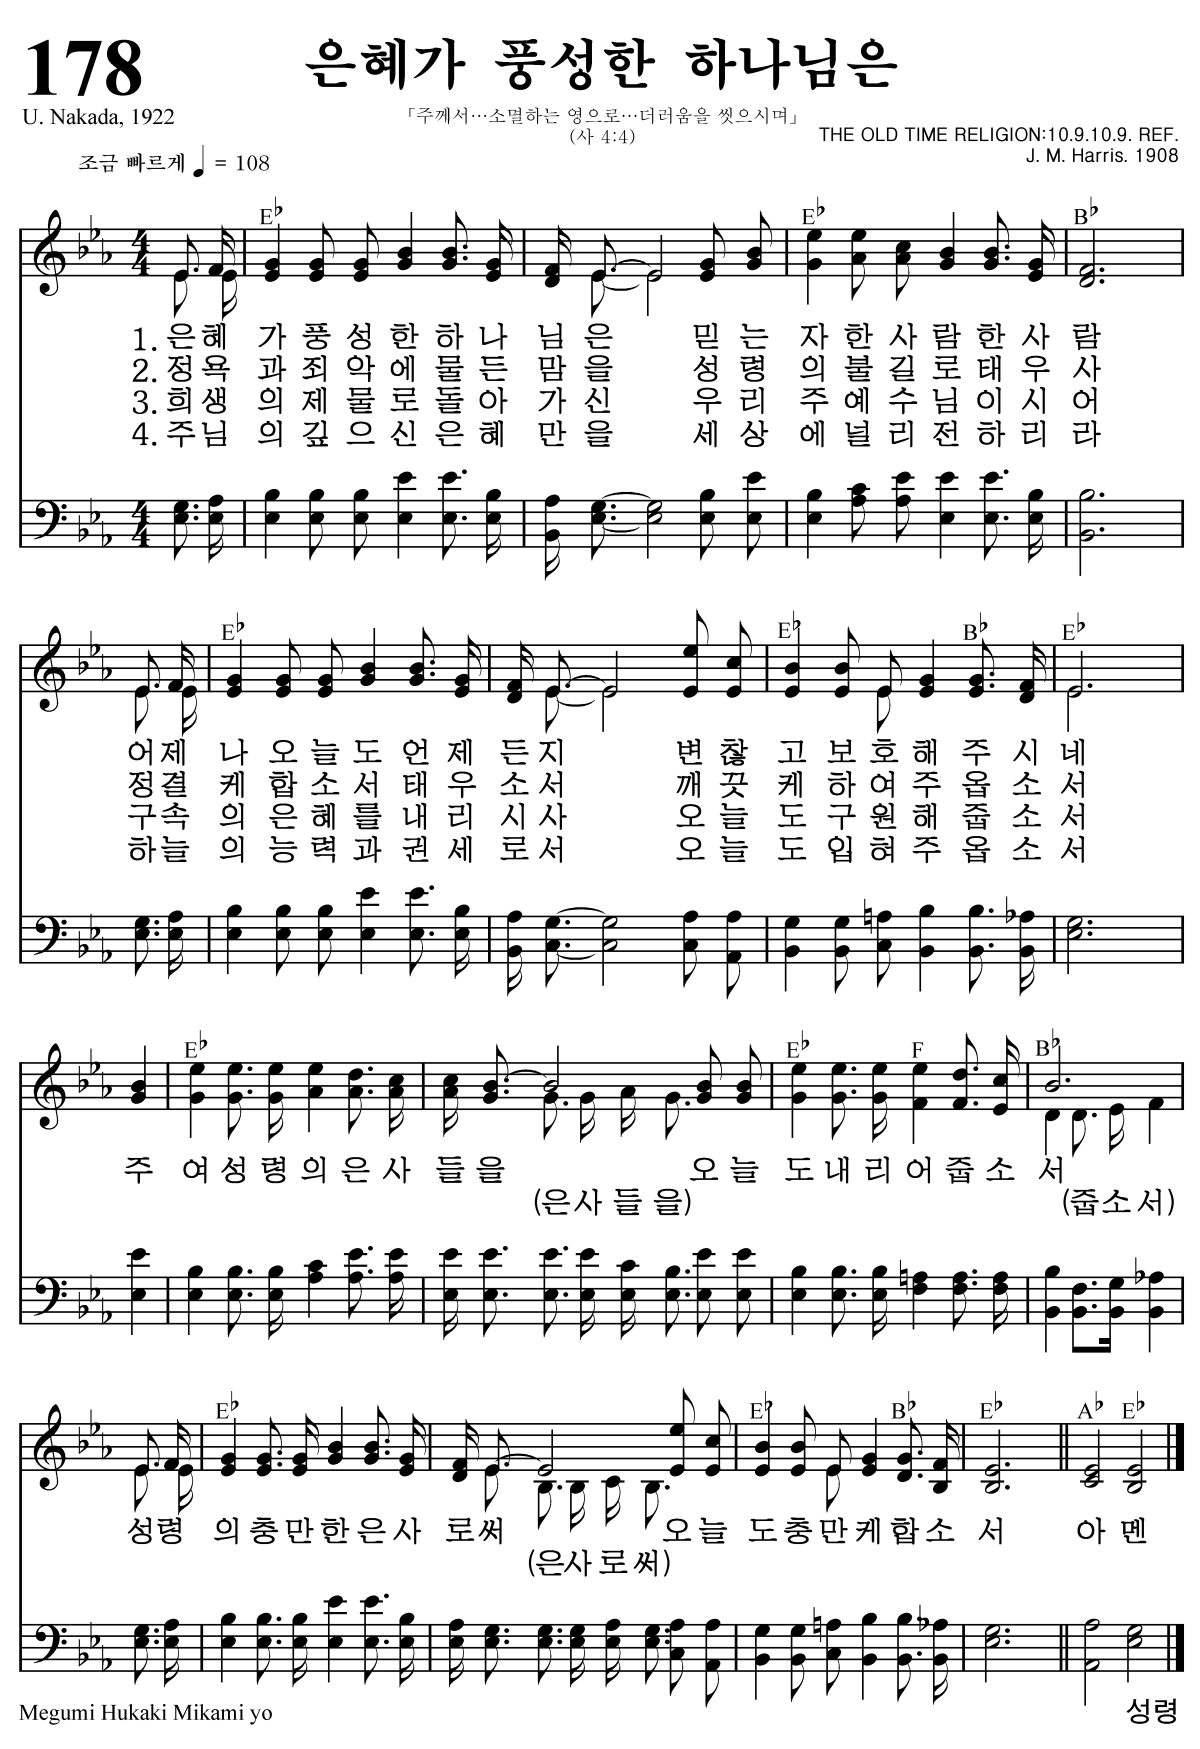 178
은혜가 풍성한 하나님은
U. Nakada, 1922
「주께서…소멸하는 영으로…더러움을 씻으시며」
(사 4:4)
THE OLD TIME RELIGION:10.9.10.9. REF.
J. M. Harris. 1908
조금 빠르게 ♩ = 108
E♭ E♭ B♭
4 4
1. 은혜 가 풍 성 한 하 나 님 은 믿 는 자 한 사 람 한 사 람
2. 정욕 과 죄 악 에 물 든 맘 을 성 령 의 불 길 로 태 우 사
3. 희생 의 제 물 로 돌 아 가 신 우 리 주 예 수 님 이 시 어
4. 주님 의 깊 으 신 은 혜 만 을 세 상 에 널 리 전 하 리 라
4 4
E♭ E♭ B♭ E♭
어제 나 오 늘 도 언 제 든 지 변 찮 고 보 호 해 주 시 네
정결 케 합 소 서 태 우 소 서 깨 끗 케 하 여 주 옵 소 서
구속 의 은 혜 를 내 리 시 사 오 늘 도 구 원 해 줍 소 서
하늘 의 능 력 과 권 세 로 서 오 늘 도 입 혀 주 옵 소 서
E♭ E♭ F B♭
주 여 성 령 의 은 사 들 을 오 늘 도 내 리 어 줍 소 서
(은사 들 을) (줍소 서)
E♭ E♭ B♭ E♭ A♭ E♭
성령 의 충 만 한 은 사 로 써 오 늘 도 충 만 케 합 소 서 아 멘
(은사 로 써)
Megumi Hukaki Mikami yo
성령